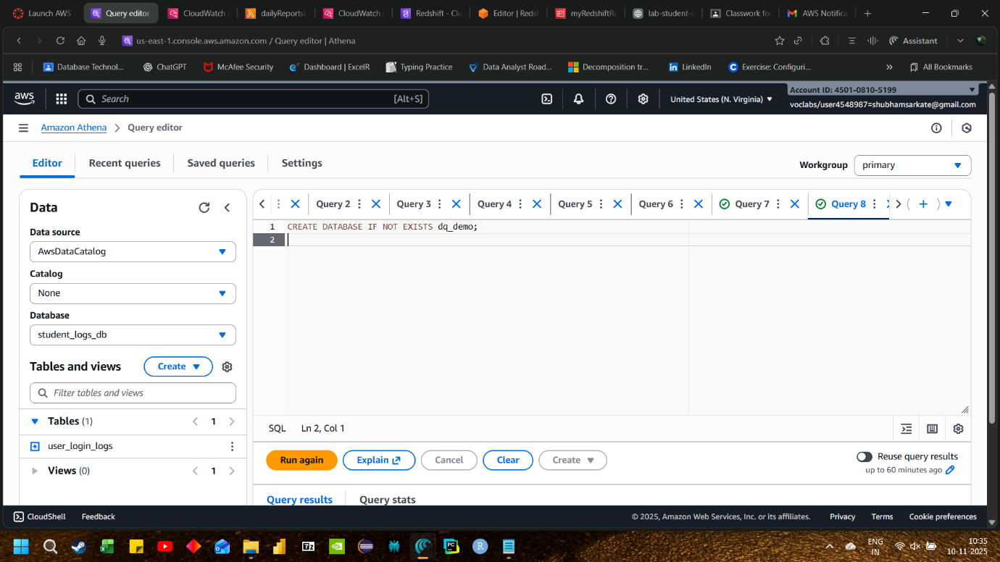 Launch AWS
Query editor
CloudWatch
dailyReports
CloudWatch
Redshift - Clu
Editor | Reds
myRedshiftRo
lab-student-
Classwork fo
AWS Notifica
us-east-1.console.aws.amazon.com / Query editor | Athena
Assistant
Database Technol...
ChatGPT
McAfee Security
Dashboard | ExcelR
Typing Practice
Data Analyst Road...
Decomposition tr...
LinkedIn
Exercise: Configuri...
All Bookmarks
aws
Search
[Alt+S]
United States (N. Virginia)
Account ID: 4501-0810-5199
voclabs/user4548987=shubhamsarkate@gmail.com
Amazon Athena
Query editor
Editor
Recent queries
Saved queries
Settings
Workgroup
primary
Data
Data source
AwsDataCatalog
Catalog
None
Database
student_logs_db
Tables and views
Create
Filter tables and views
Tables (1)
1
user_login_logs
Views (0)
1
Query 2
Query 3
Query 4
Query 5
Query 6
Query 7
Query 8
1 CREATE DATABASE IF NOT EXISTS dq_demo;
2
SQL
Ln 2, Col 1
Run again
Explain
Cancel
Clear
Create
Reuse query results
up to 60 minutes ago
Query results
Query stats
CloudShell
Feedback
© 2025, Amazon Web Services, Inc. or its affiliates.
Privacy
Terms
Cookie preferences
ENG
IN
10:35
10-11-2025